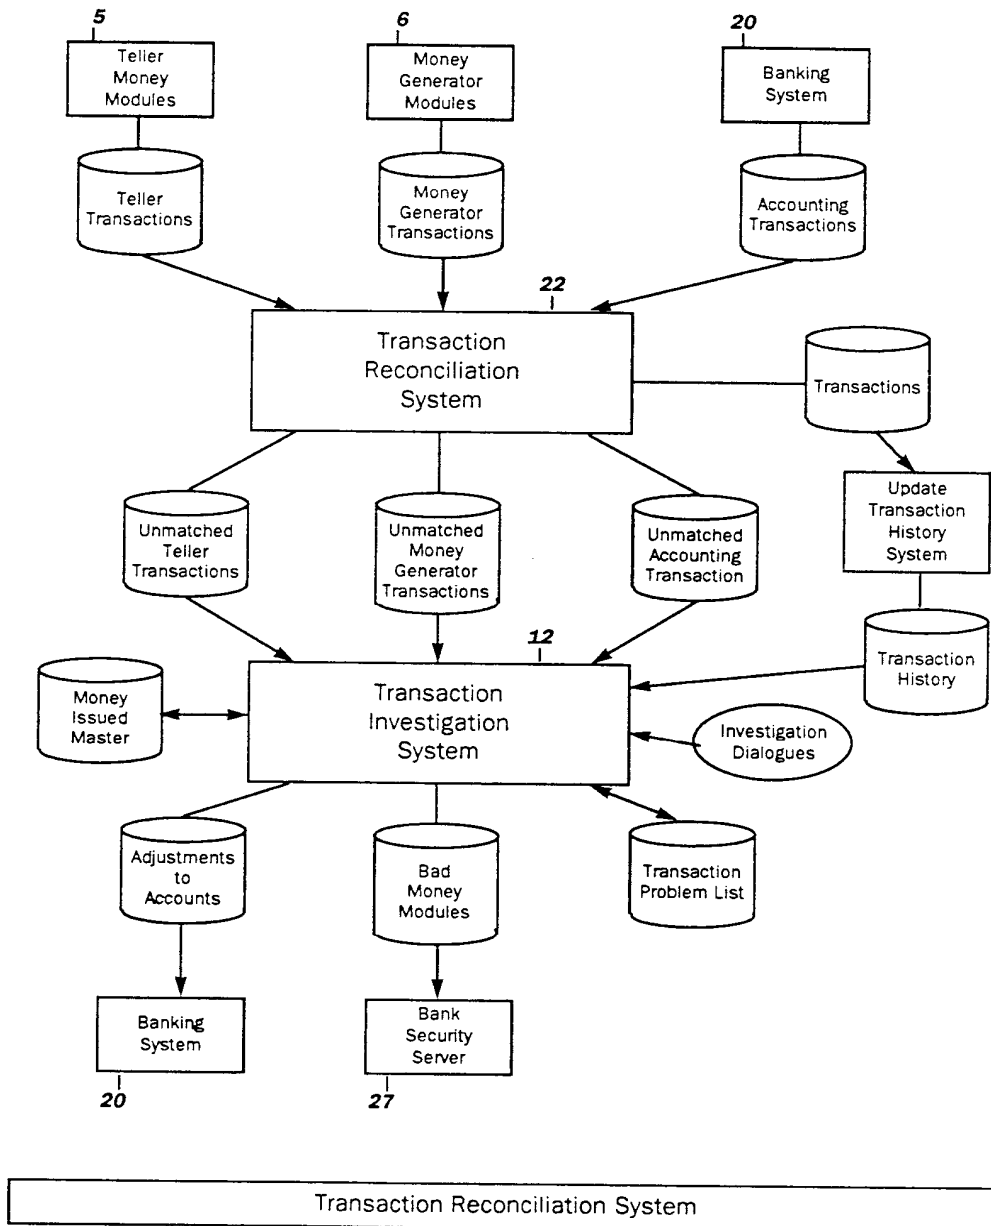 5
6
20
Teller
Money
Modules
Money
Generator
Modules
Banking
System
Teller
Transactions
Money
Generator
Transactions
Accounting
Transactions
22
Transaction
Reconciliation
System
Transactions
Unmatched
Teller
Transactions
Unmatched
Money
Generator
Transactions
Unmatched
Accounting
Transaction
Update
Transaction
History
System
12
Money
Issued
Master
Transaction
Investigation
System
Transaction
History
Investigation
Dialogues
Adjustments
to
Accounts
Bad
Money
Modules
Transaction
Problem List
Banking
System
Bank
Security
Server
20
27
Transaction Reconciliation System